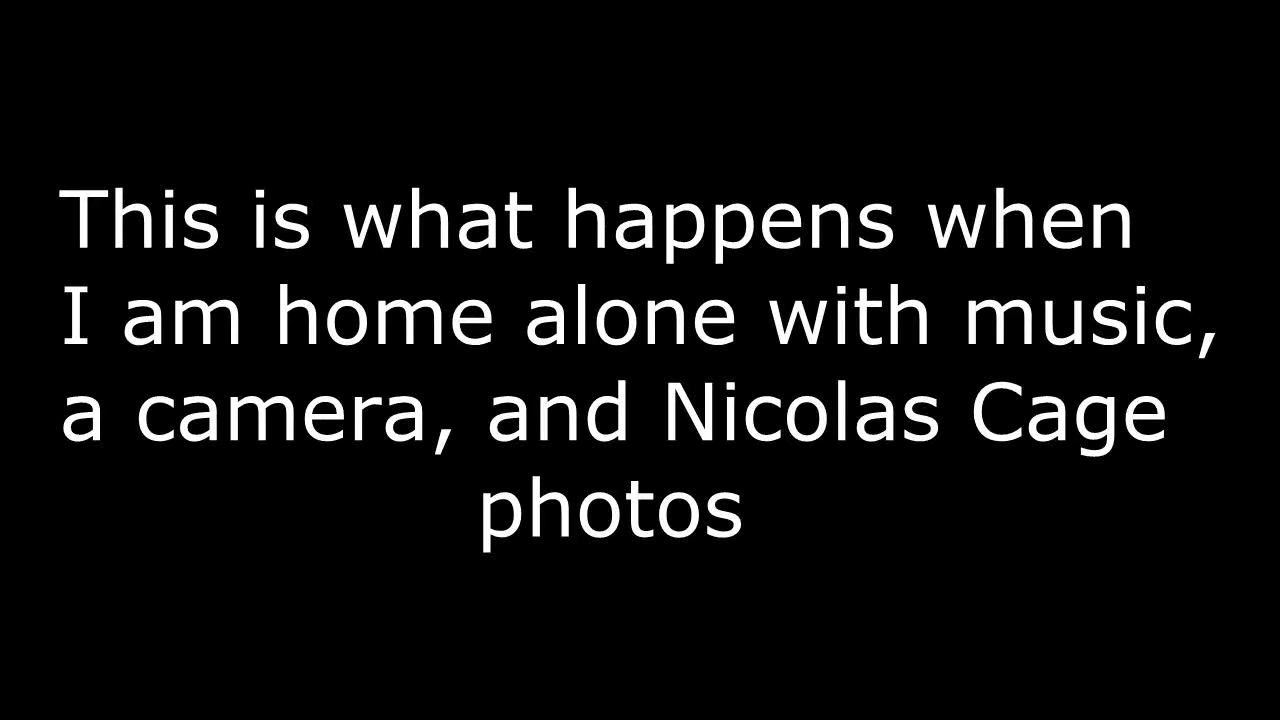 This is what happens when
I am home alone with music,
a camera, and Nicolas Cage
photos